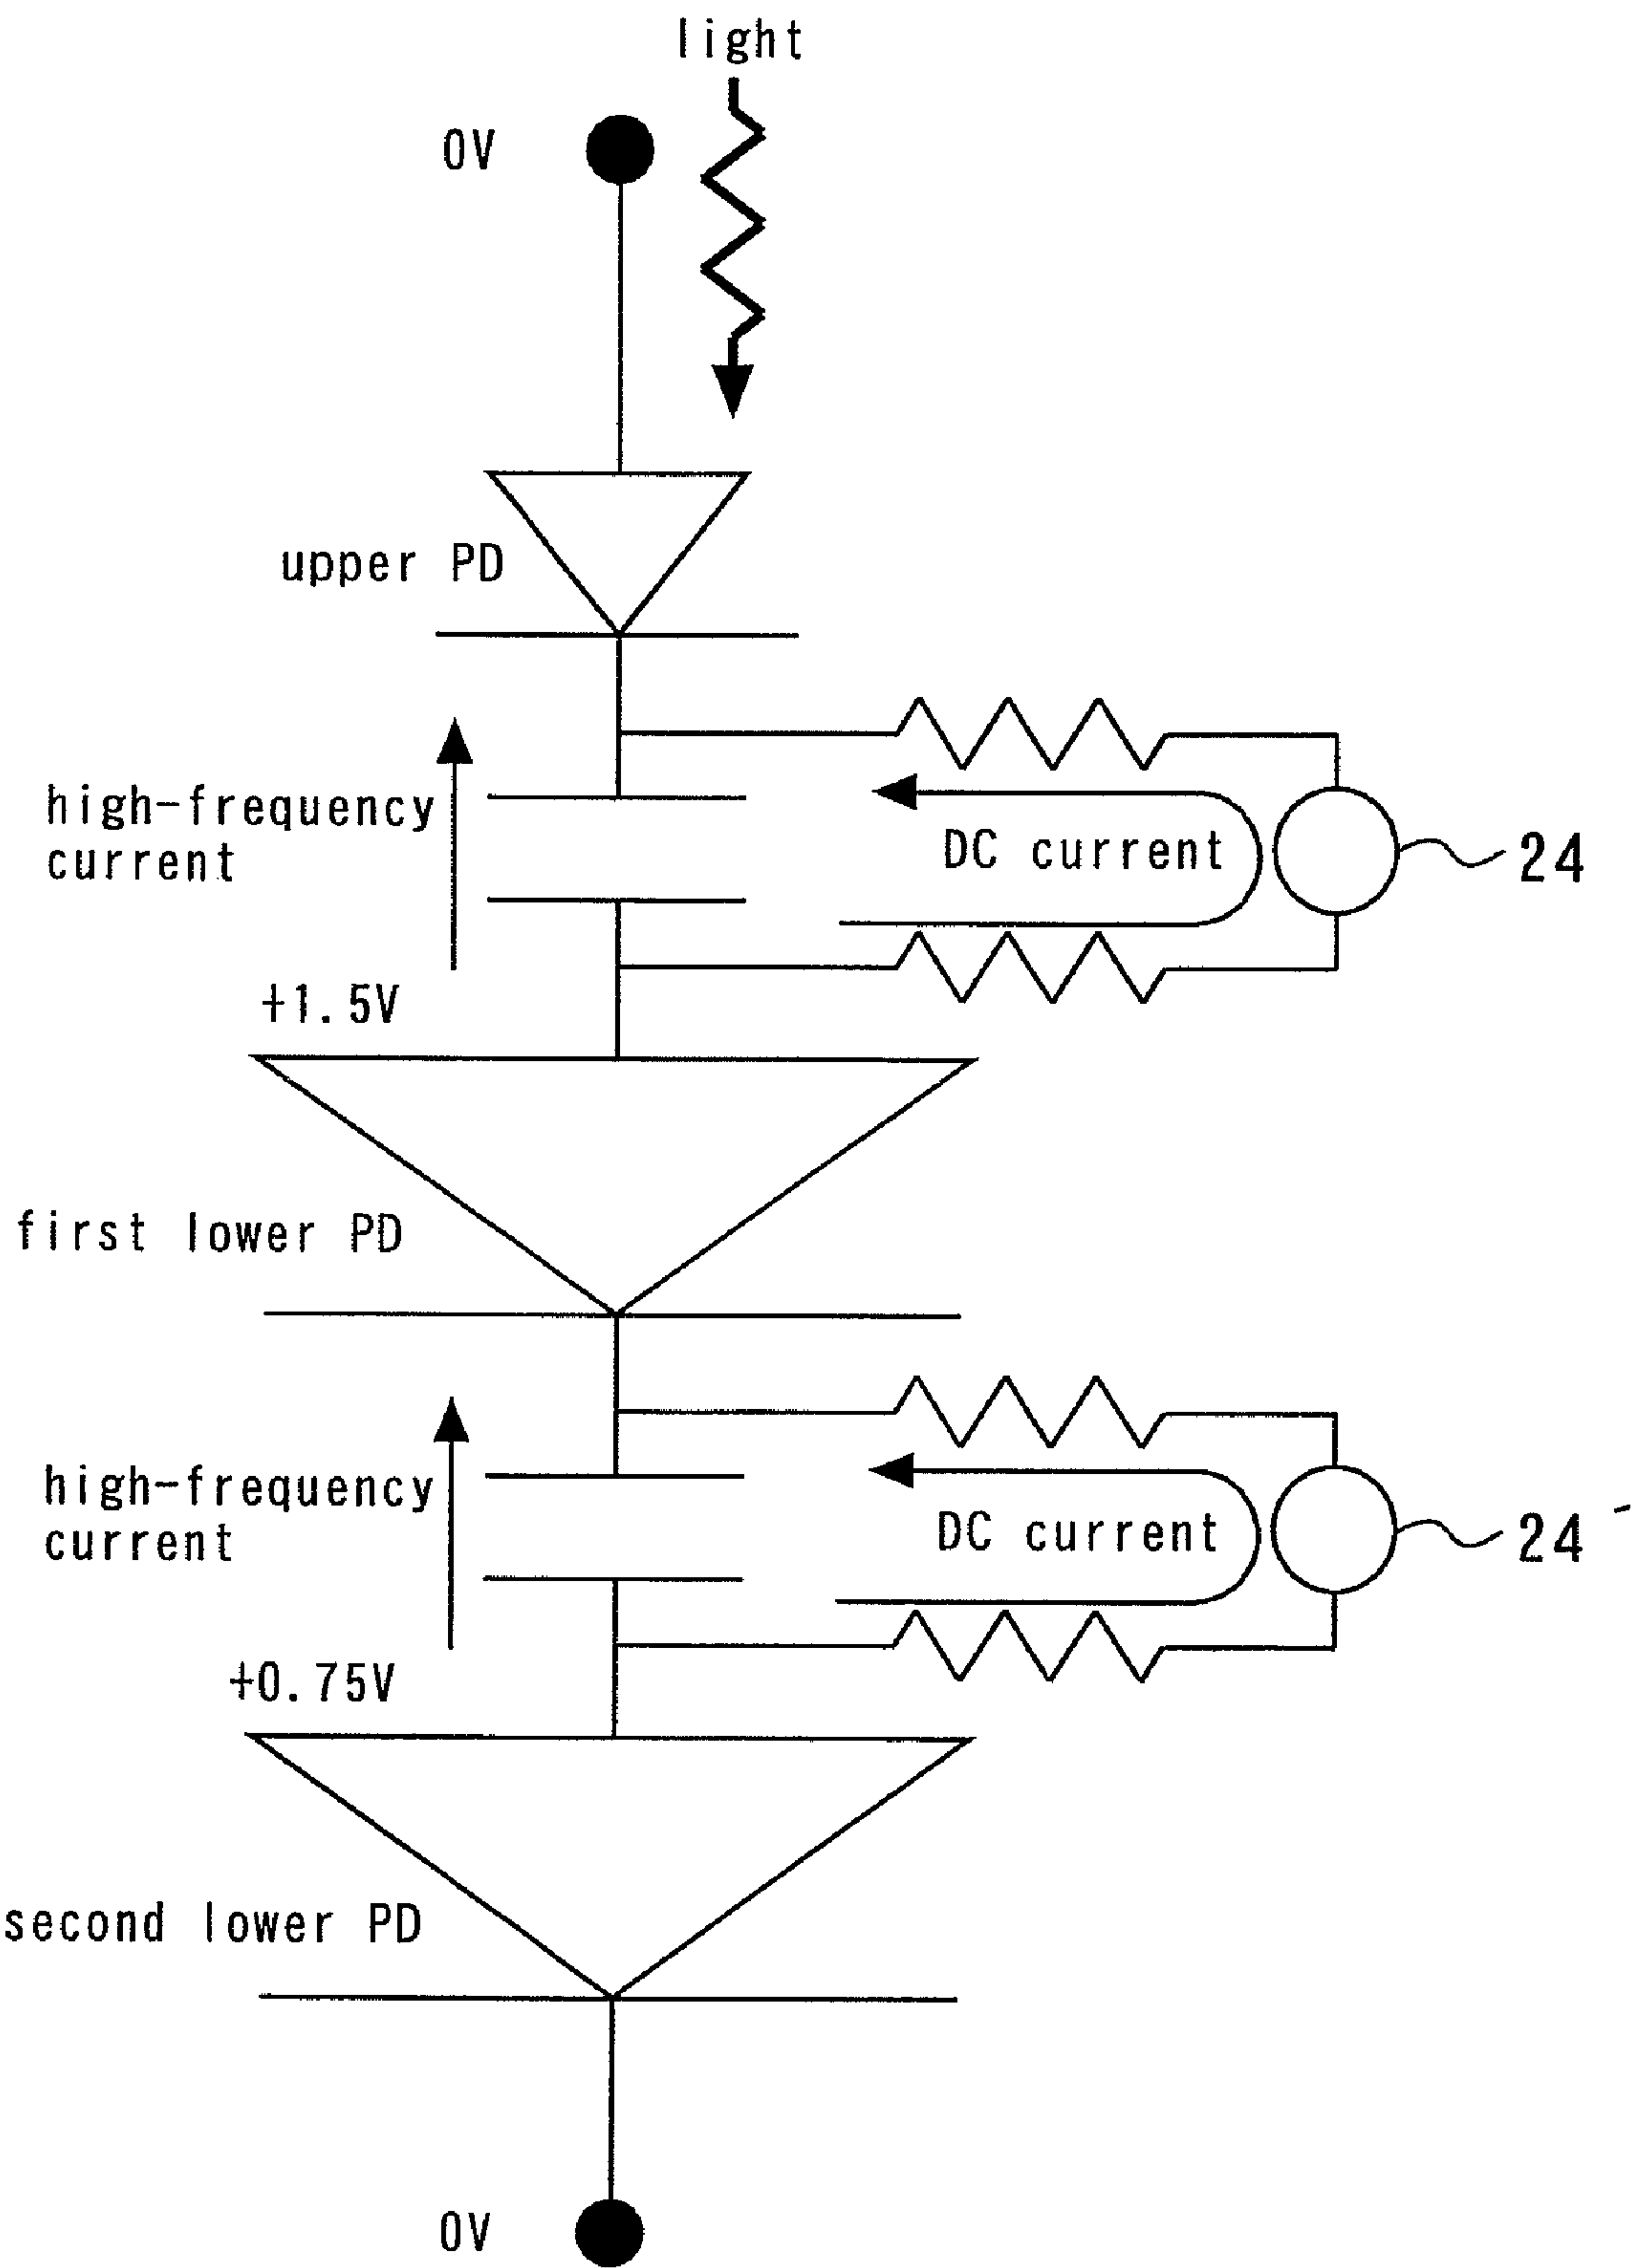 light
0V
upper PD
high-frequency
current
DC current
24
+1.5V
first lower PD
high-frequency
current
DC current
24 ′
+0.75V
second lower PD
0V